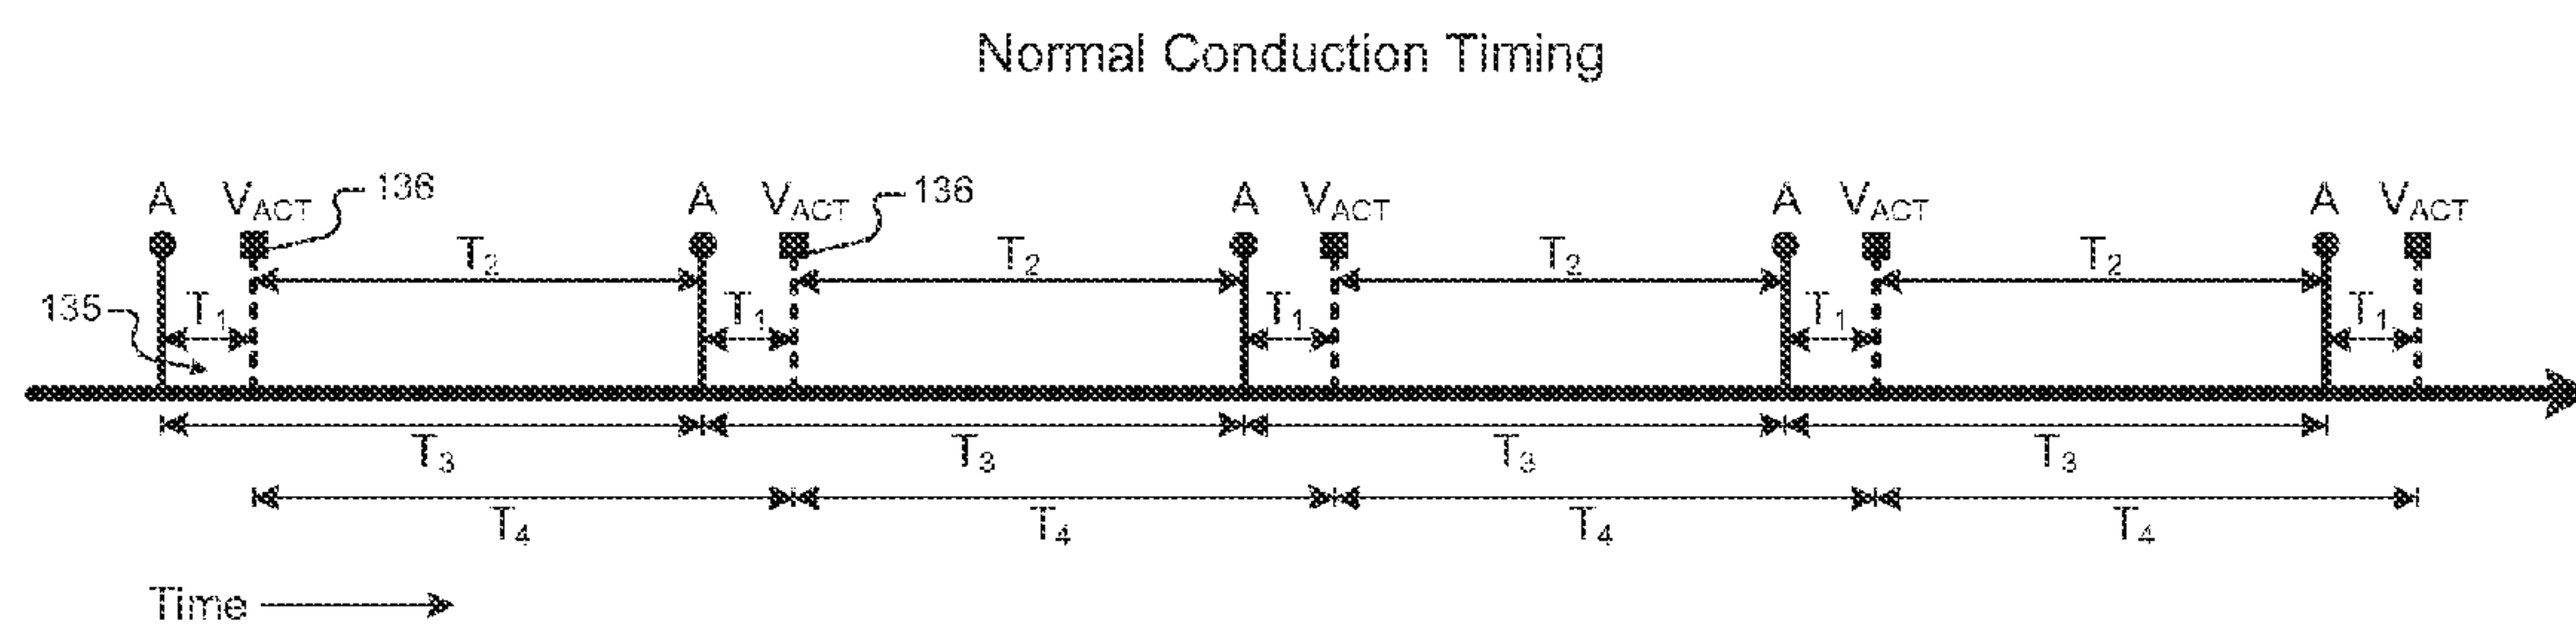 Normal Conduction Timing
A V_ACT 136 A V_ACT 136 A V_ACT A V_ACT A V_ACT
T₂ T₂ T₂ T₂
135 T₁ T₁ T₁ T₁ T₁
T₃ T₃ T₃ T₃
T₄ T₄ T₄ T₄
Time